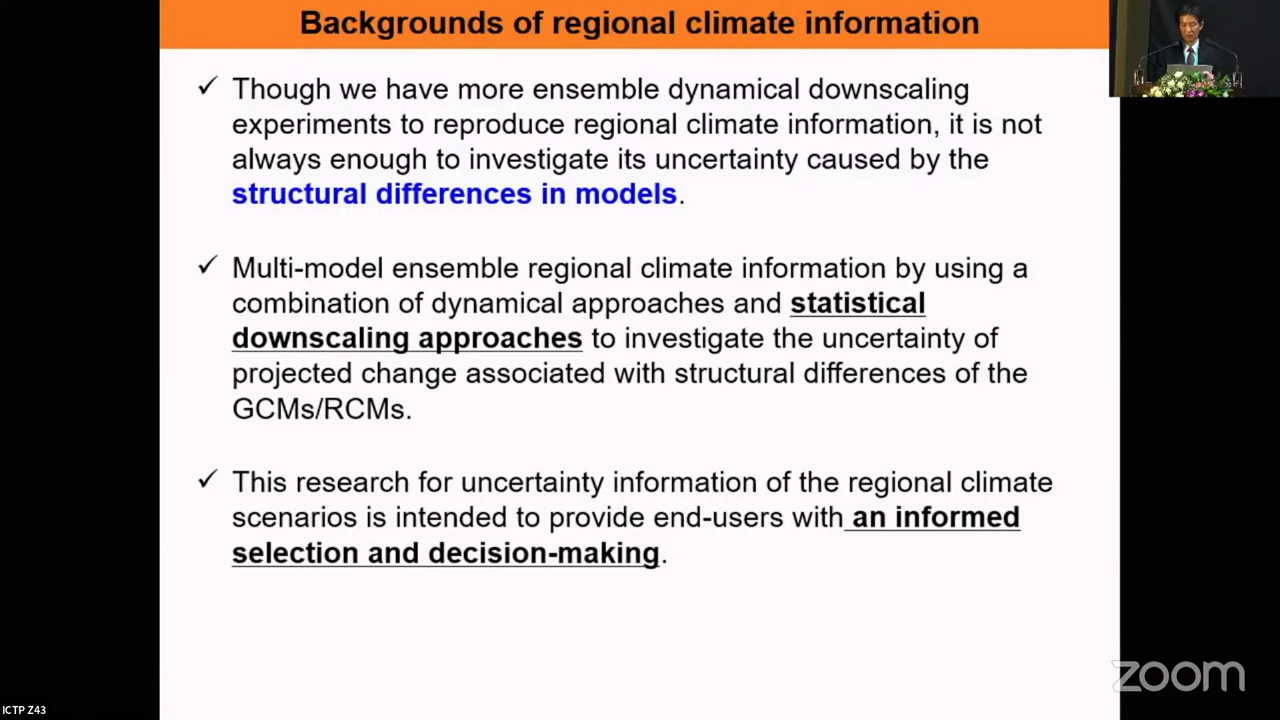 Backgrounds of regional climate information
✓ Though we have more ensemble dynamical downscaling
experiments to reproduce regional climate information, it is not
always enough to investigate its uncertainty caused by the
structural differences in models.
✓ Multi-model ensemble regional climate information by using a
combination of dynamical approaches and statistical
downscaling approaches to investigate the uncertainty of
projected change associated with structural differences of the
GCMs/RCMs.
✓ This research for uncertainty information of the regional climate
scenarios is intended to provide end-users with an informed
selection and decision-making.
zoom
ICTP Z43